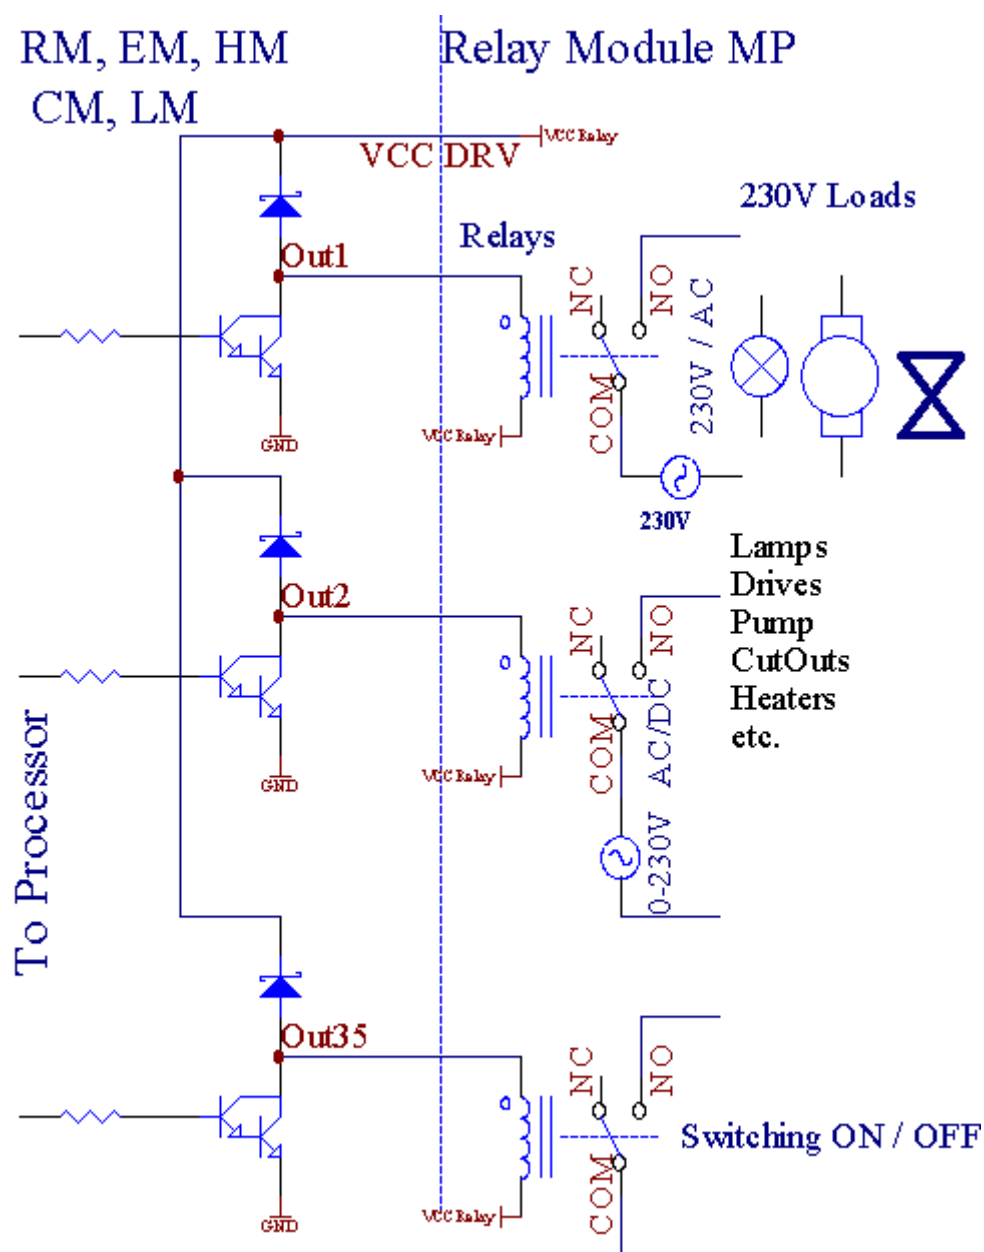 RM, EM, HM
CM, LM
Relay Module MP
VCC DRV
VCC Relay
230V Loads
Relays
Out1
NC
NO
COM
230V / AC
GND
VCC Relay
230V
Lamps
Drives
Pump
CutOuts
Heaters
etc.
Out2
NC
NO
COM
0-230V AC/DC
GND
VCC Relay
To Processor
Out35
NC
NO
COM
Switching ON / OFF
GND
VCC Relay